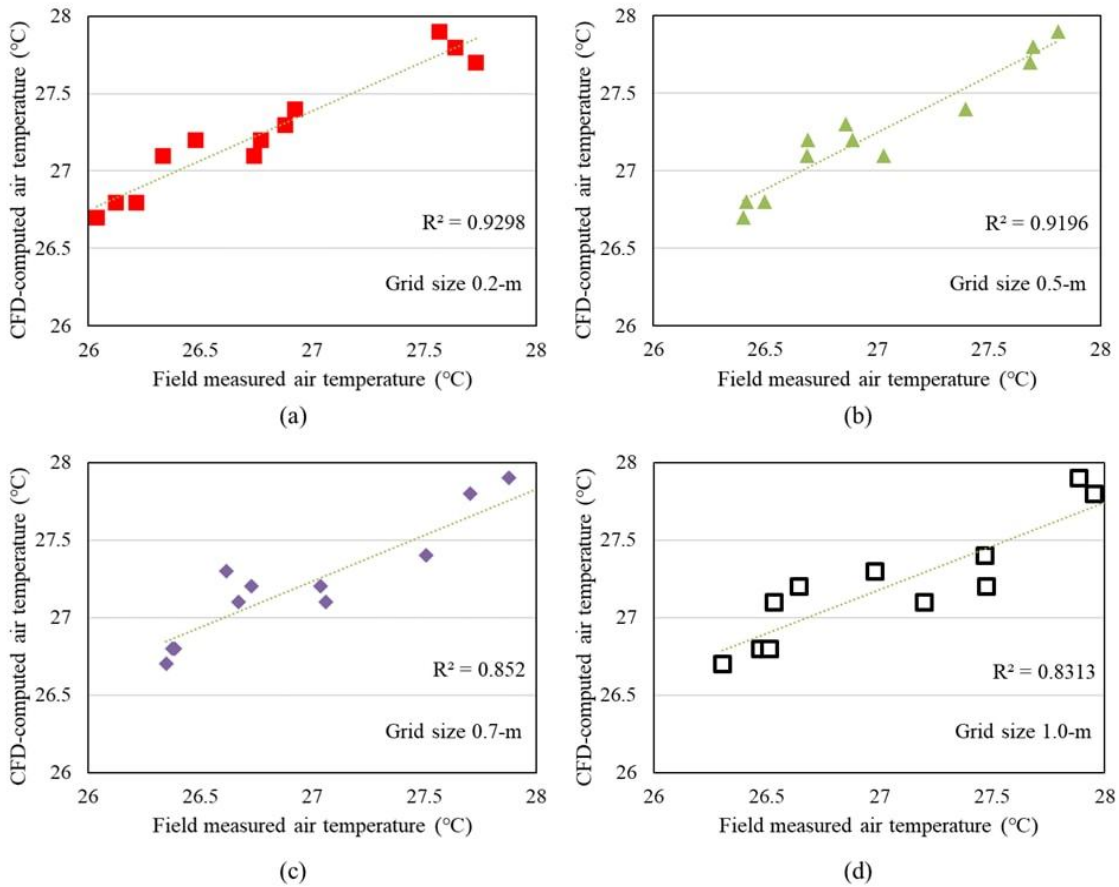 CFD-computed air temperature (°C)
28
27.5
27
26.5
26
R² = 0.9298
Grid size 0.2-m
26
26.5
27
27.5
28
Field measured air temperature (°C)
(a)
CFD-computed air temperature (°C)
28
27.5
27
26.5
26
R² = 0.9196
Grid size 0.5-m
26
26.5
27
27.5
28
Field measured air temperature (°C)
(b)
CFD-computed air temperature (°C)
28
27.5
27
26.5
26
R² = 0.852
Grid size 0.7-m
26
26.5
27
27.5
28
Field measured air temperature (°C)
(c)
CFD-computed air temperature (°C)
28
27.5
27
26.5
26
R² = 0.8313
Grid size 1.0-m
26
26.5
27
27.5
28
Field measured air temperature (°C)
(d)